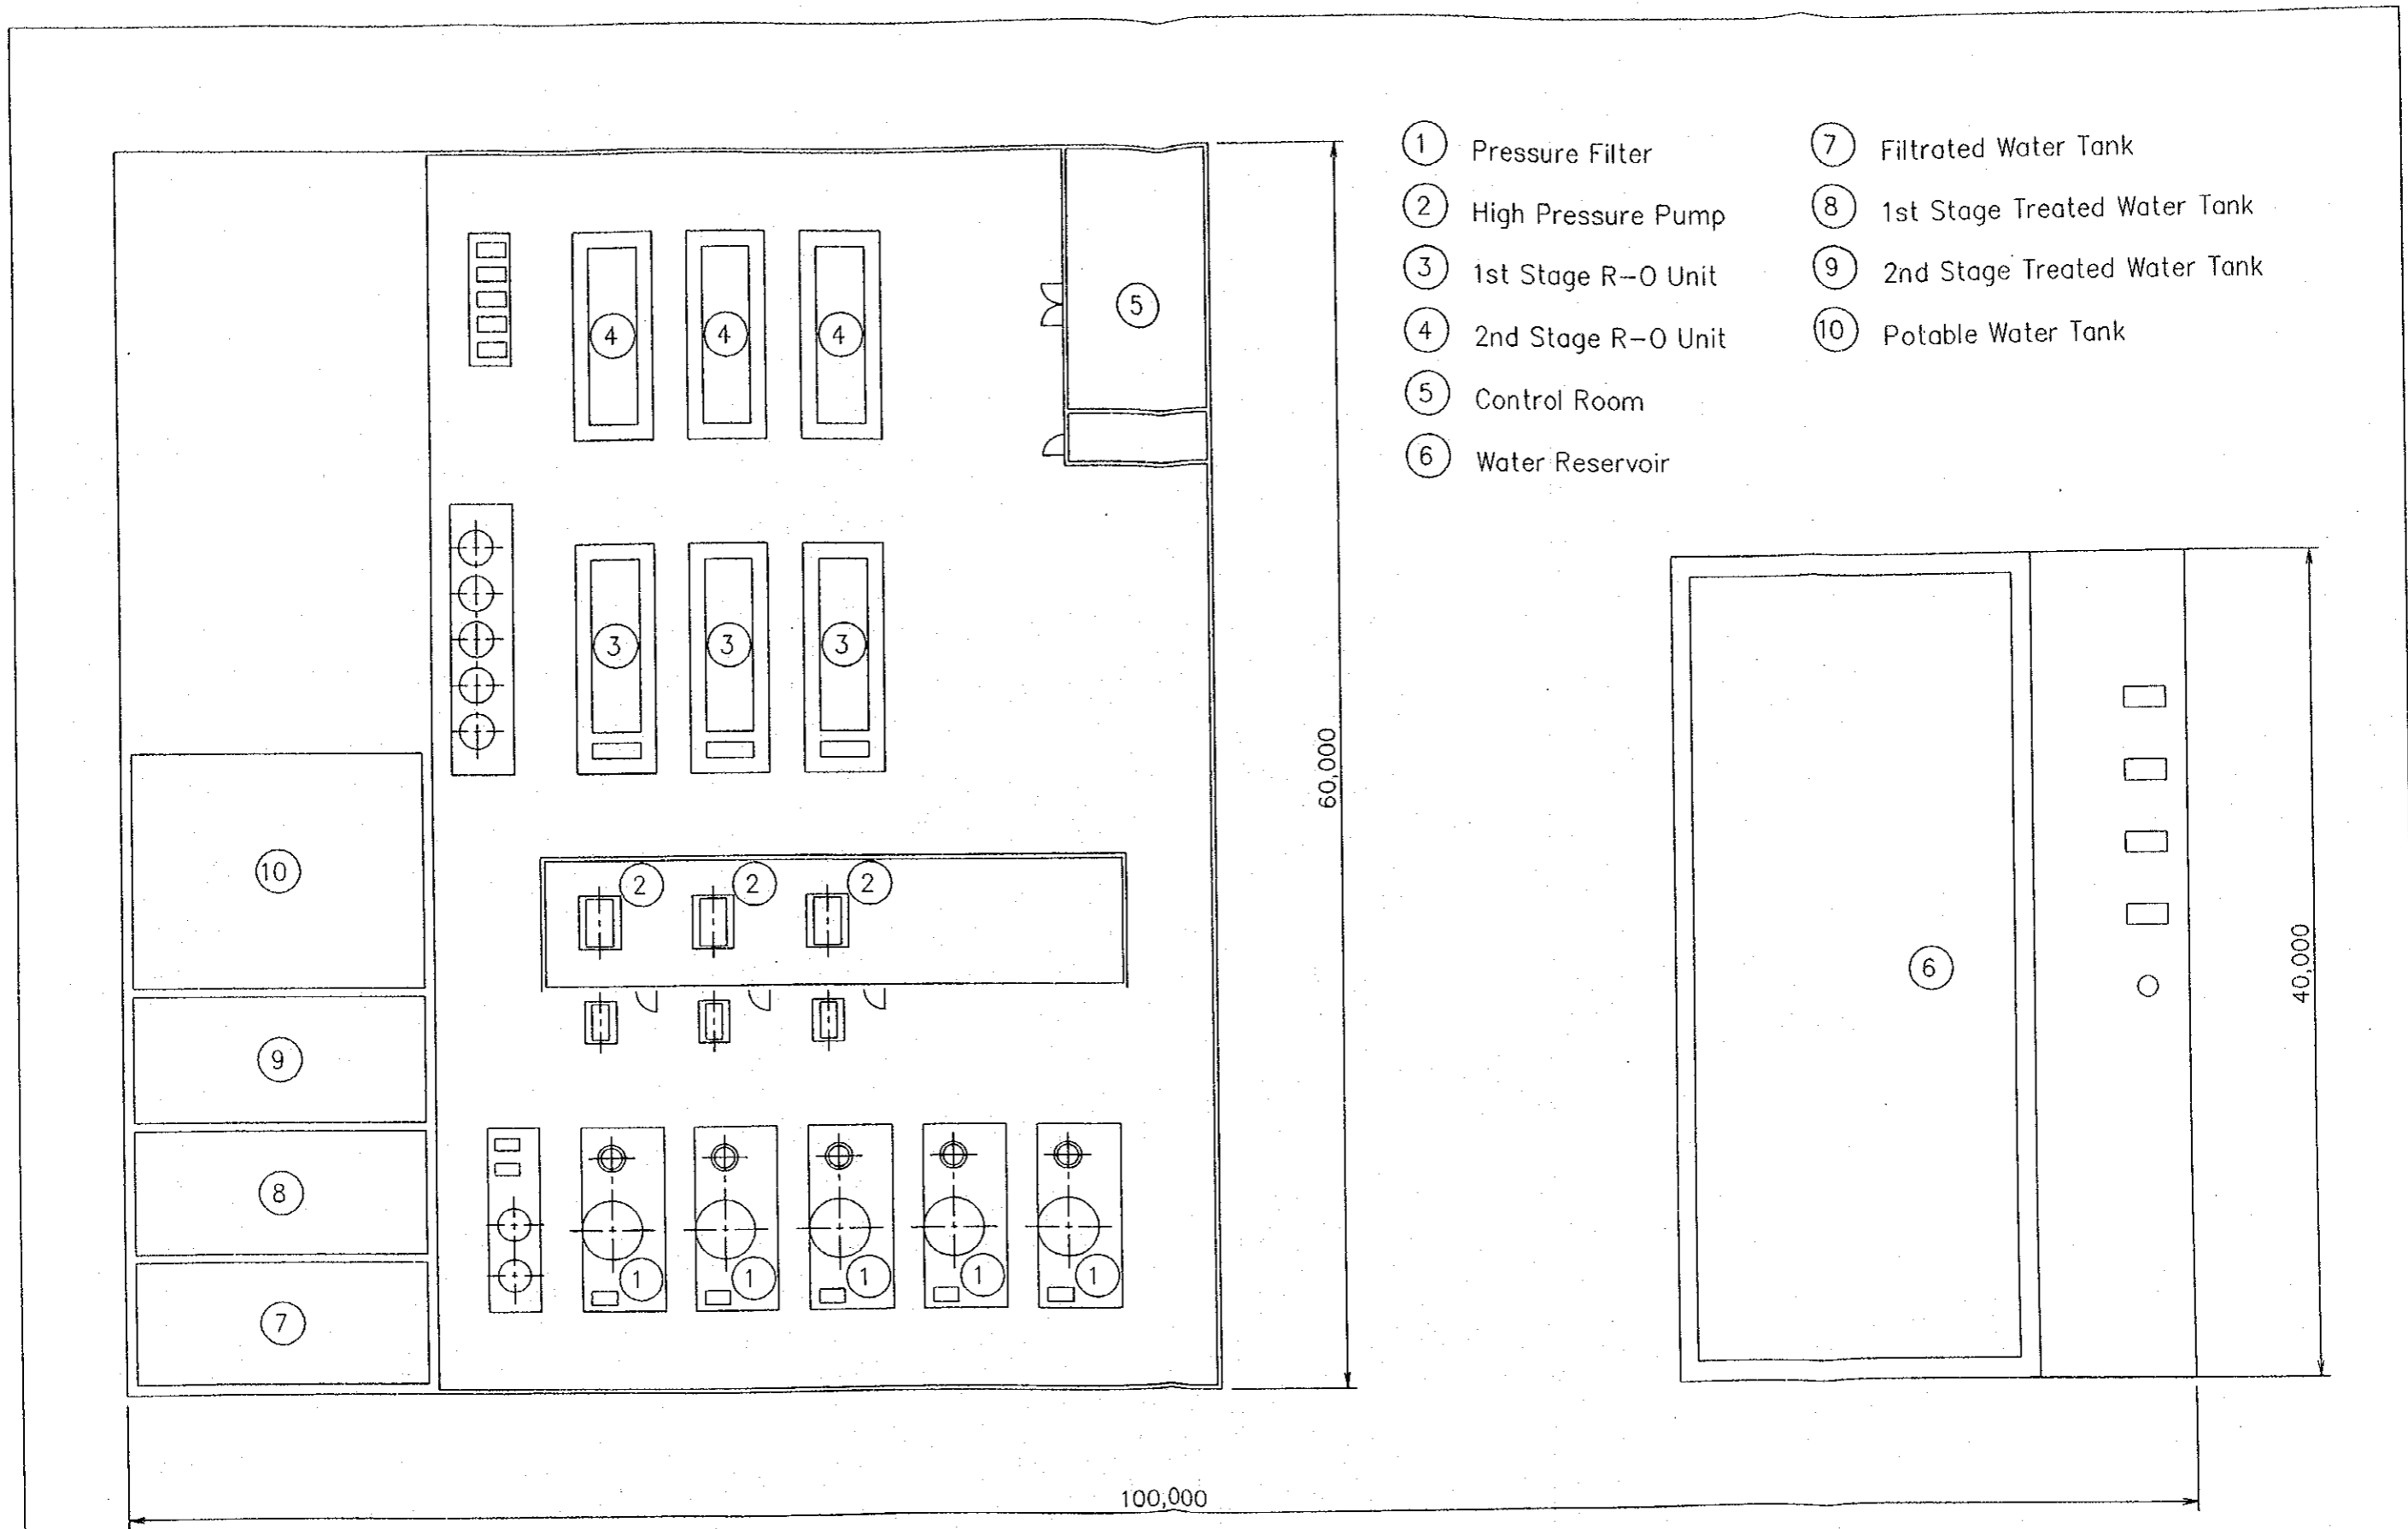 1 Pressure Filter
2 High Pressure Pump
3 1st Stage R-O Unit
4 2nd Stage R-O Unit
5 Control Room
6 Water Reservoir
7 Filtrated Water Tank
8 1st Stage Treated Water Tank
9 2nd Stage Treated Water Tank
10 Potable Water Tank
4 4 4
5
3 3 3
60,000
10
2 2 2
6
40,000
9
8
1 1 1 1 1
7
100,000